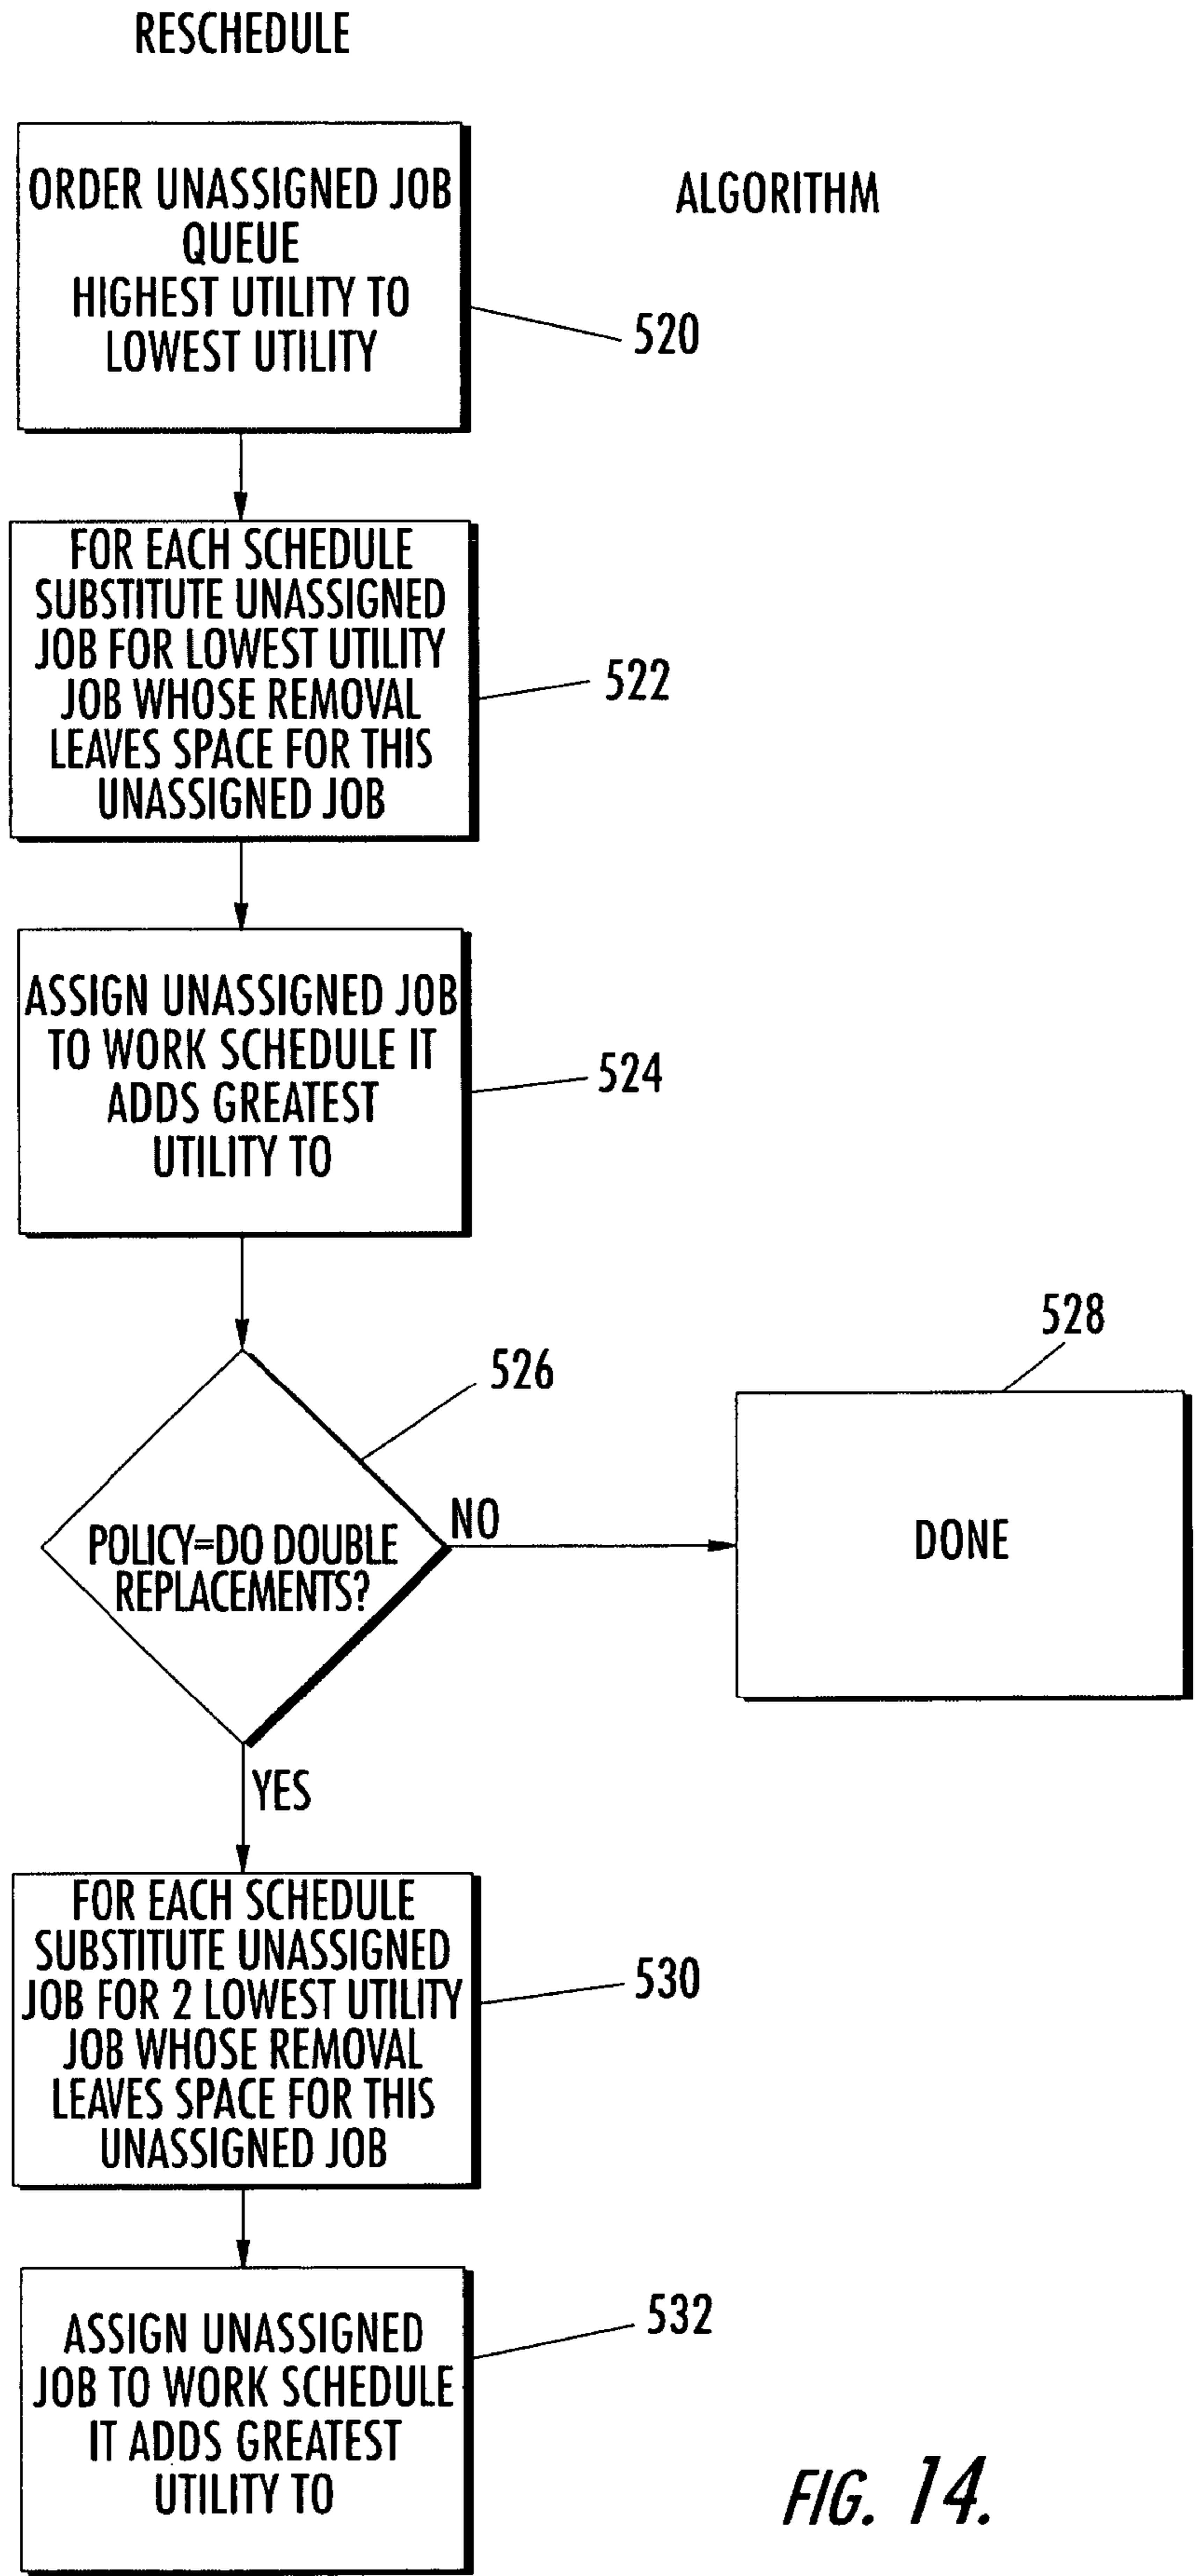 RESCHEDULE
ORDER UNASSIGNED JOB
QUEUE
HIGHEST UTILITY TO
LOWEST UTILITY
ALGORITHM
520
FOR EACH SCHEDULE
SUBSTITUTE UNASSIGNED
JOB FOR LOWEST UTILITY
JOB WHOSE REMOVAL
LEAVES SPACE FOR THIS
UNASSIGNED JOB
522
ASSIGN UNASSIGNED JOB
TO WORK SCHEDULE IT
ADDS GREATEST
UTILITY TO
524
526
POLICY=DO DOUBLE
REPLACEMENTS?
NO
528
DONE
YES
FOR EACH SCHEDULE
SUBSTITUTE UNASSIGNED
JOB FOR 2 LOWEST UTILITY
JOB WHOSE REMOVAL
LEAVES SPACE FOR THIS
UNASSIGNED JOB
530
ASSIGN UNASSIGNED
JOB TO WORK SCHEDULE
IT ADDS GREATEST
UTILITY TO
532
FIG. 14.